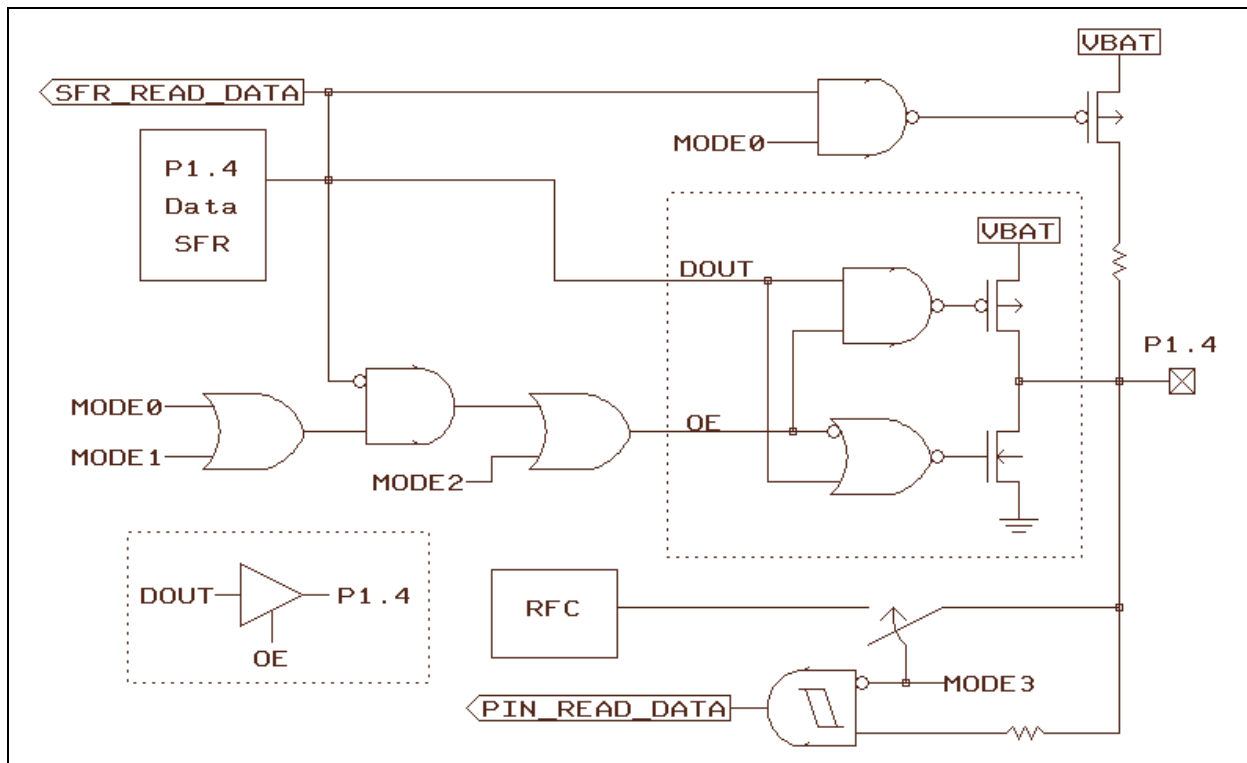 VBAT
SFR_READ_DATA
MODE0
P1.4
Data
SFR
VBAT
DOUT
P1.4
MODE0
OE
MODE1
MODE2
DOUT
P1.4
OE
RFC
MODE3
PIN_READ_DATA